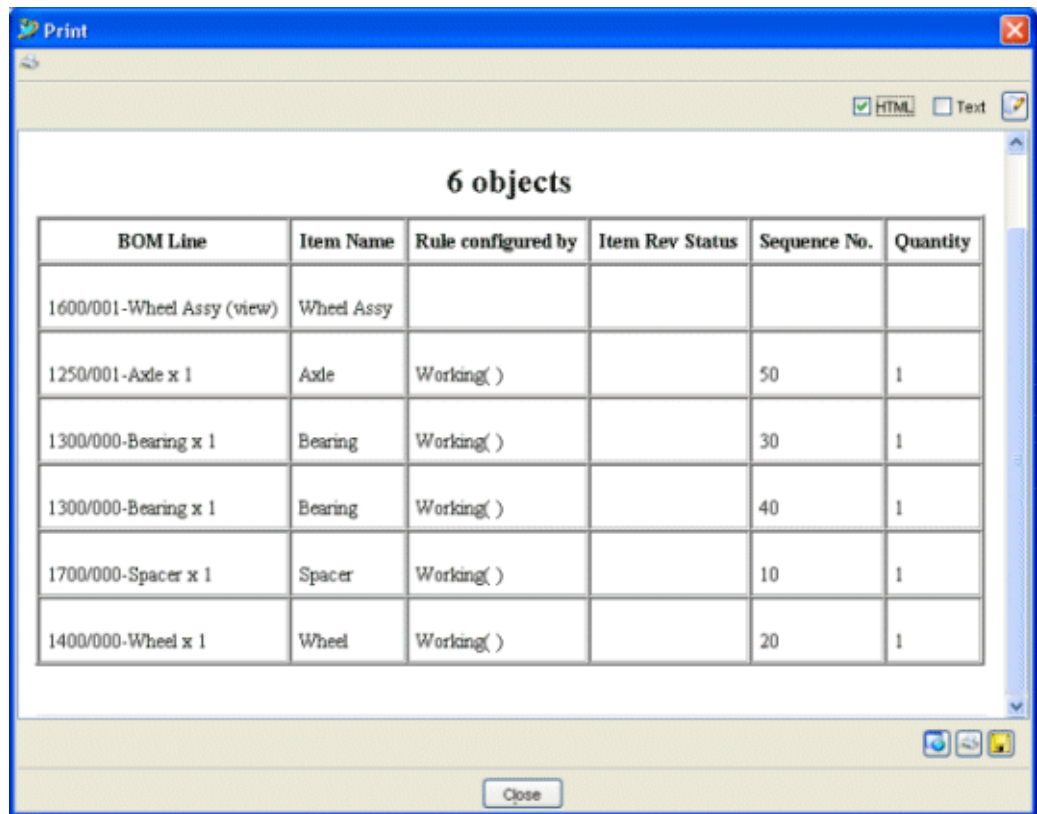 Print
HTML Text
6 objects
BOM Line Item Name Rule configured by Item Rev Status Sequence No. Quantity
1600/001-Wheel Assy (view) Wheel Assy
1250/001-Axle x 1 Axle Working( ) 50 1
1300/000-Bearing x 1 Bearing Working( ) 30 1
1300/000-Bearing x 1 Bearing Working( ) 40 1
1700/000-Spacer x 1 Spacer Working( ) 10 1
1400/000-Wheel x 1 Wheel Working( ) 20 1
Close